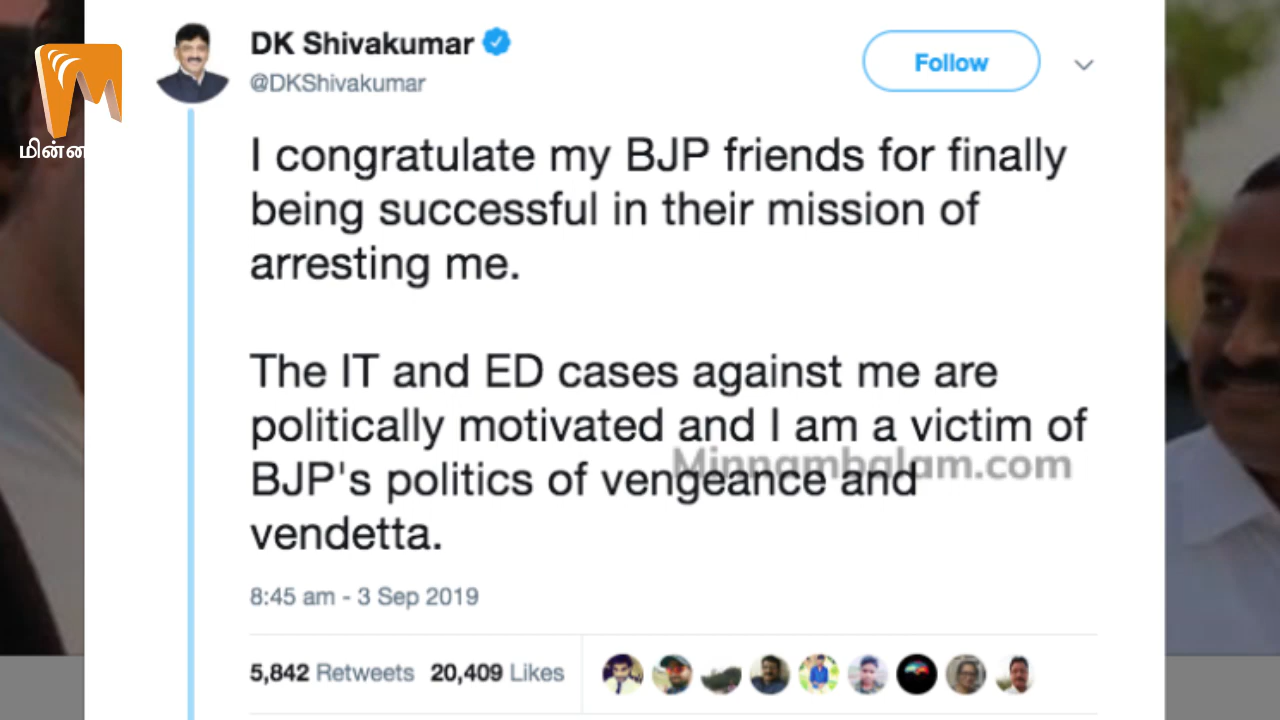 DK Shivakumar
@DKShivakumar
Follow
மின்ன
I congratulate my BJP friends for finally
being successful in their mission of
arresting me.
The IT and ED cases against me are
politically motivated and I am a victim of
Minnambalam.com
BJP's politics of vengeance and
vendetta.
8:45 am - 3 Sep 2019
5,842 Retweets 20,409 Likes